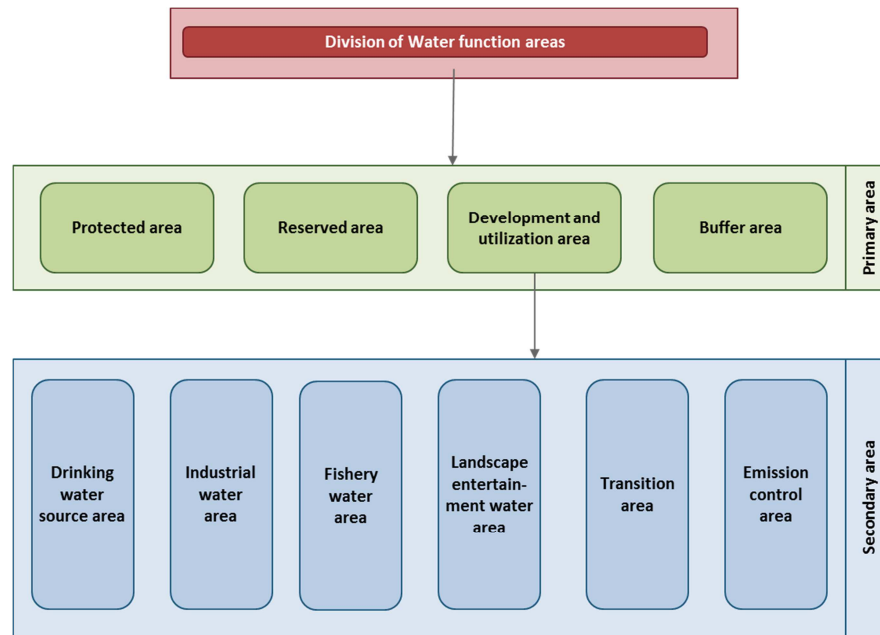 Division of Water function areas
Protected area
Reserved area
Development and
utilization area
Buffer area
Primary area
Drinking
water
source area
Industrial
water
area
Fishery
water
area
Landscape
entertain-
ment water
area
Transition
area
Emission
control
area
Secondary area